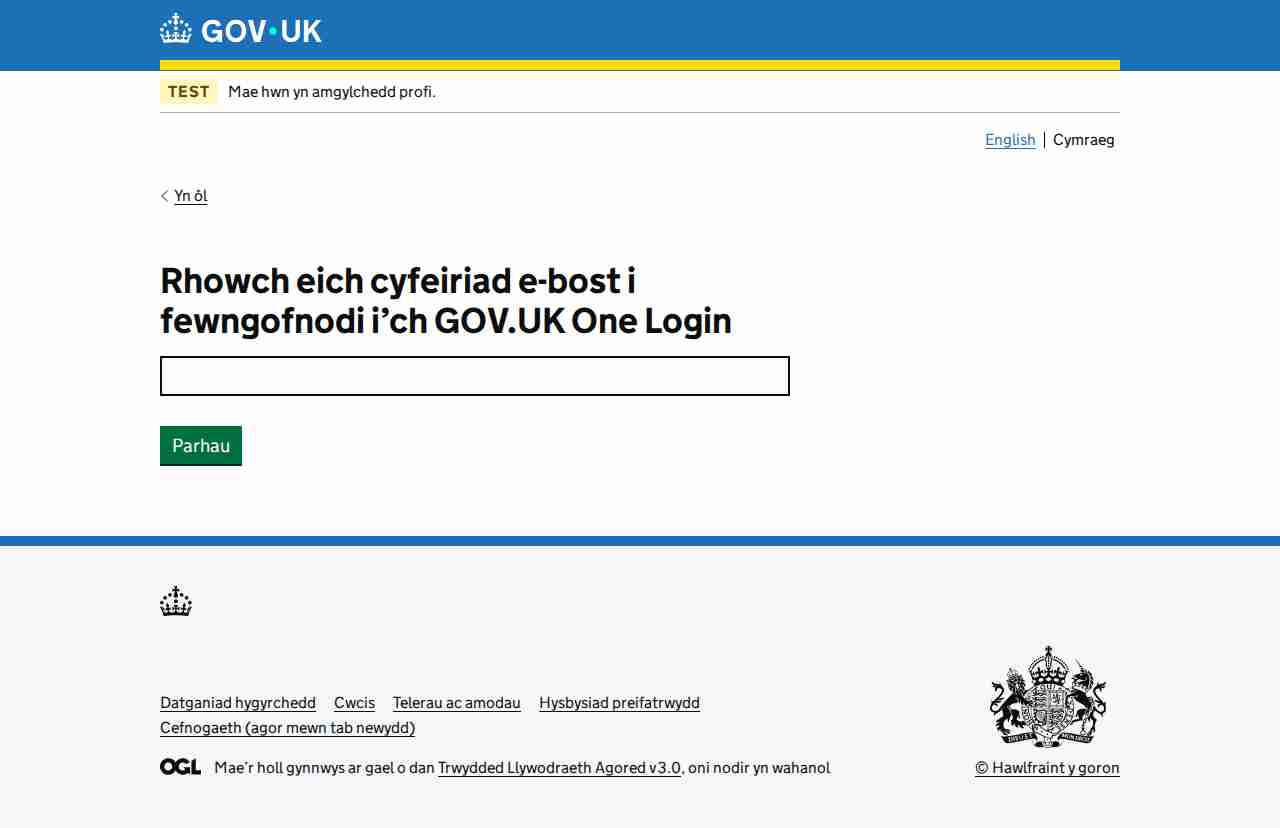 GOV·UK
TEST Mae hwn yn amgylchedd profi.
English Cymraeg
Yn ôl
Rhowch eich cyfeiriad e-bost i
fewngofnodi i’ch GOV.UK One Login
Parhau
Datganiad hygyrchedd Cwcis Telerau ac amodau Hysbysiad preifatrwydd
Cefnogaeth (agor mewn tab newydd)
OGL Mae’r holl gynnwys ar gael o dan Trwydded Llywodraeth Agored v3.0, oni nodir yn wahanol
© Hawlfraint y goron